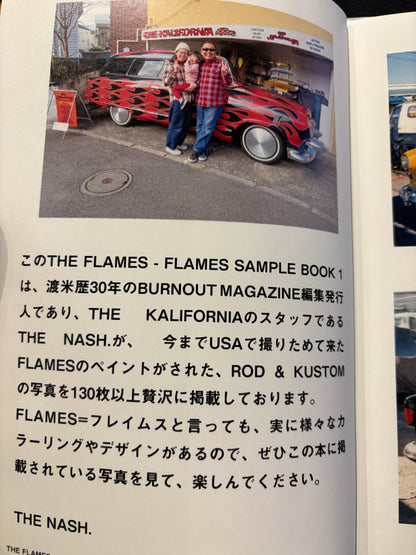 THE KALIFORNIA
このTHE FLAMES - FLAMES SAMPLE BOOK 1
は、渡米歴30年のBURNOUT MAGAZINE編集発行
人であり、THE KALIFORNIAのスタッフである
THE NASH.が、 今までUSAで撮りためて来た
FLAMESのペイントがされた、ROD & KUSTOM
の写真を130枚以上贅沢に掲載しております。
FLAMES=フレイムスと言っても、実に様々なカ
ラーリングやデザインがあるので、ぜひこの本に掲
載されている写真を見て、楽しんでください。
THE NASH.
THE FLAMES